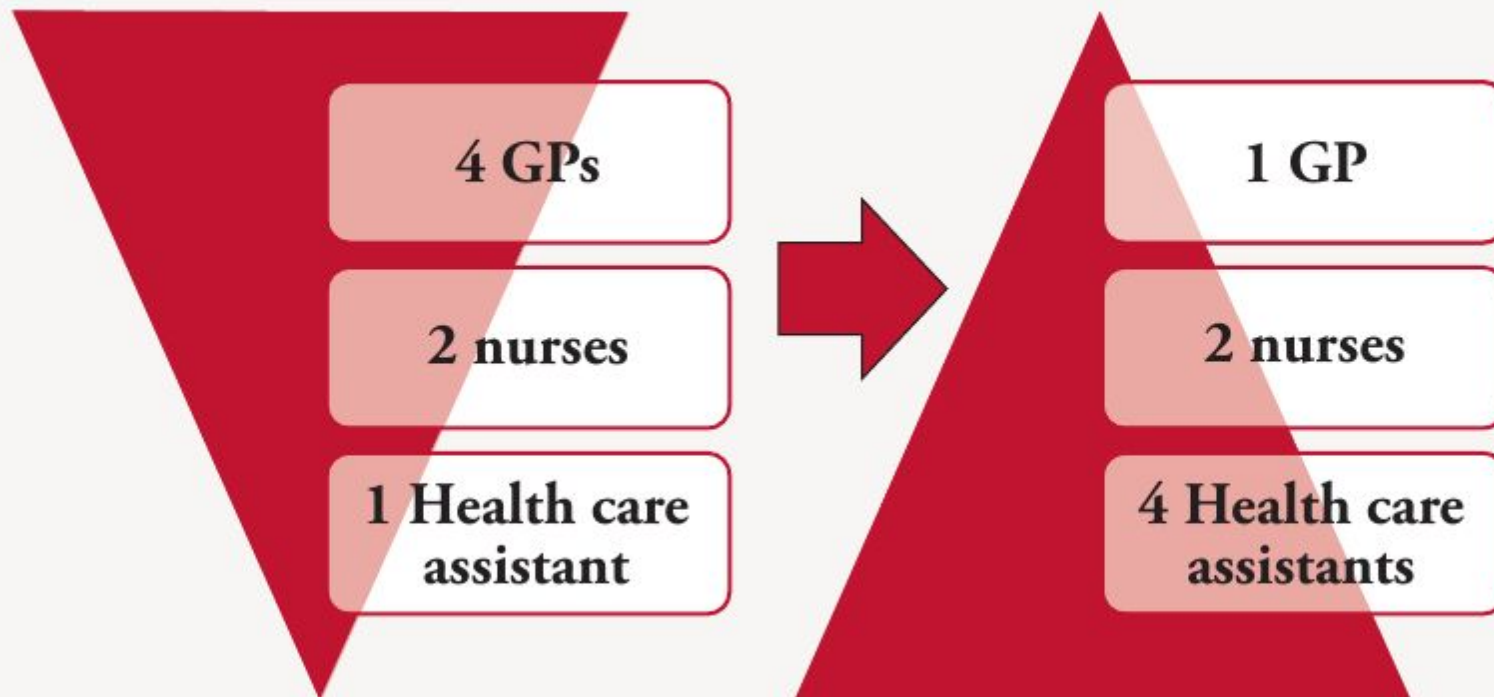 4 GPs
2 nurses
1 Health care
assistant
1 GP
2 nurses
4 Health care
assistants